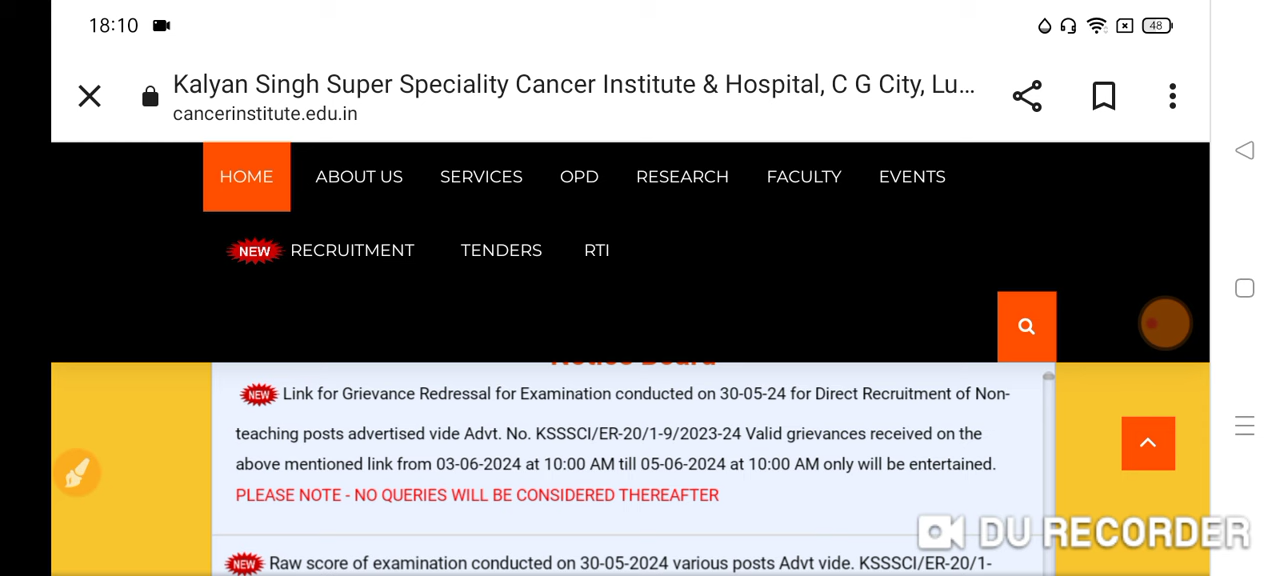 18:10
48
Kalyan Singh Super Speciality Cancer Institute & Hospital, C G City, Lu...
cancerinstitute.edu.in
HOME ABOUT US SERVICES OPD RESEARCH FACULTY EVENTS
NEW RECRUITMENT TENDERS RTI
Notice Board
NEW Link for Grievance Redressal for Examination conducted on 30-05-24 for Direct Recruitment of Non-
teaching posts advertised vide Advt. No. KSSSCI/ER-20/1-9/2023-24 Valid grievances received on the
above mentioned link from 03-06-2024 at 10:00 AM till 05-06-2024 at 10:00 AM only will be entertained.
PLEASE NOTE - NO QUERIES WILL BE CONSIDERED THEREAFTER
NEW Raw score of examination conducted on 30-05-2024 various posts Advt vide. KSSSCI/ER-20/1-
DU RECORDER